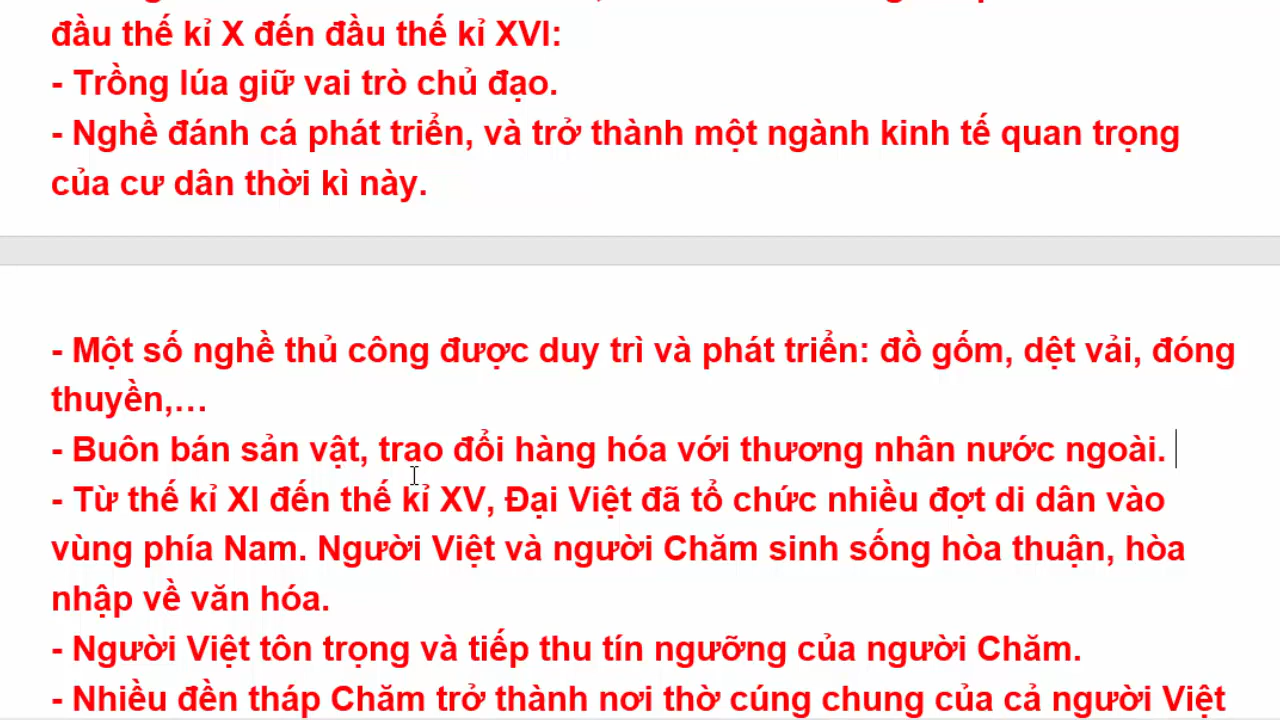 đầu thế kỉ X đến đầu thế kỉ XVI:
- Trồng lúa giữ vai trò chủ đạo.
- Nghề đánh cá phát triển, và trở thành một ngành kinh tế quan trọng
của cư dân thời kì này.
- Một số nghề thủ công được duy trì và phát triển: đồ gốm, dệt vải, đóng
thuyền,...
- Buôn bán sản vật, trao đổi hàng hóa với thương nhân nước ngoài.
- Từ thế kỉ XI đến thế kỉ XV, Đại Việt đã tổ chức nhiều đợt di dân vào
vùng phía Nam. Người Việt và người Chăm sinh sống hòa thuận, hòa
nhập về văn hóa.
- Người Việt tôn trọng và tiếp thu tín ngưỡng của người Chăm.
- Nhiều đền tháp Chăm trở thành nơi thờ cúng chung của cả người Việt